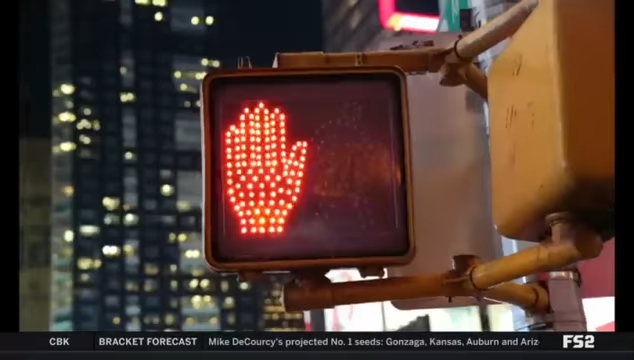 CBK BRACKET FORECAST Mike DeCourcy's projected No. 1 seeds: Gonzaga, Kansas, Auburn and Ariz FS2